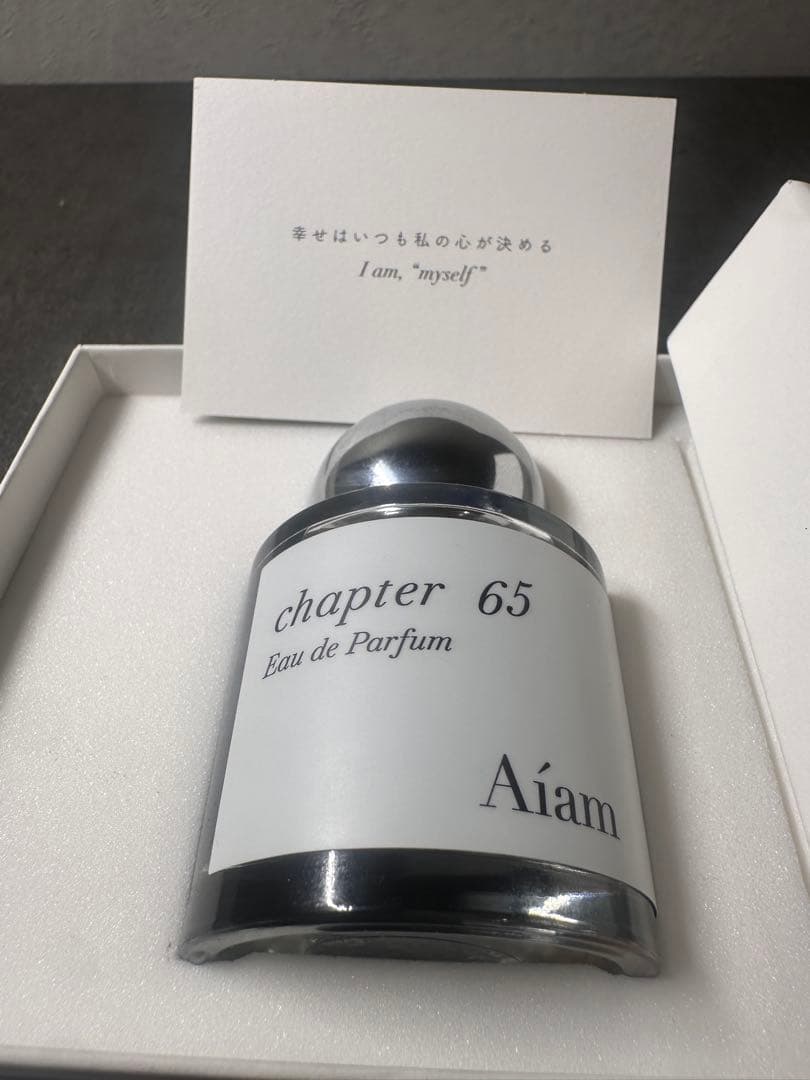 幸せはいつも私の心が決める
I am, “myself”
chapter 65
Eau de Parfum
Aíam